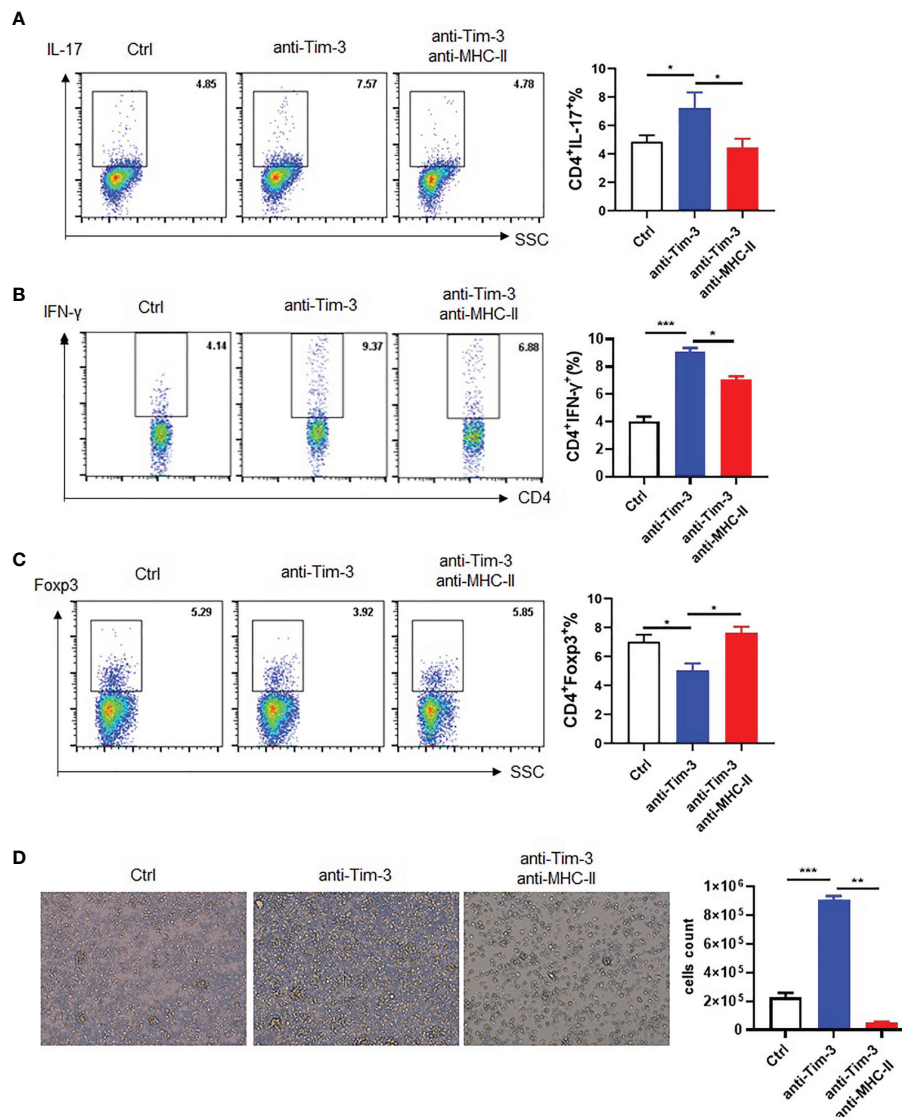 A
IL-17
Ctrl
anti-Tim-3
anti-Tim-3
anti-MHC-II
4.85
7.57
4.78
SSC
CD4+IL-17+%
10
8
6
4
2
0
*
*
Ctrl
anti-Tim-3
anti-Tim-3
anti-MHC-II
B
IFN-γ
Ctrl
anti-Tim-3
anti-Tim-3
anti-MHC-II
4.14
9.37
6.88
CD4
CD4+IFN-γ+(%)
10
8
6
4
2
0
***
*
Ctrl
anti-Tim-3
anti-Tim-3
anti-MHC-II
C
Foxp3
Ctrl
anti-Tim-3
anti-Tim-3
anti-MHC-II
5.29
3.92
5.85
SSC
CD4+Foxp3+%
10
8
6
4
2
0
*
*
Ctrl
anti-Tim-3
anti-Tim-3
anti-MHC-II
D
Ctrl
anti-Tim-3
anti-Tim-3
anti-MHC-II
cells count
1×10⁶
8×10⁵
6×10⁵
4×10⁵
2×10⁵
0
***
**
Ctrl
anti-Tim-3
anti-Tim-3
anti-MHC-II